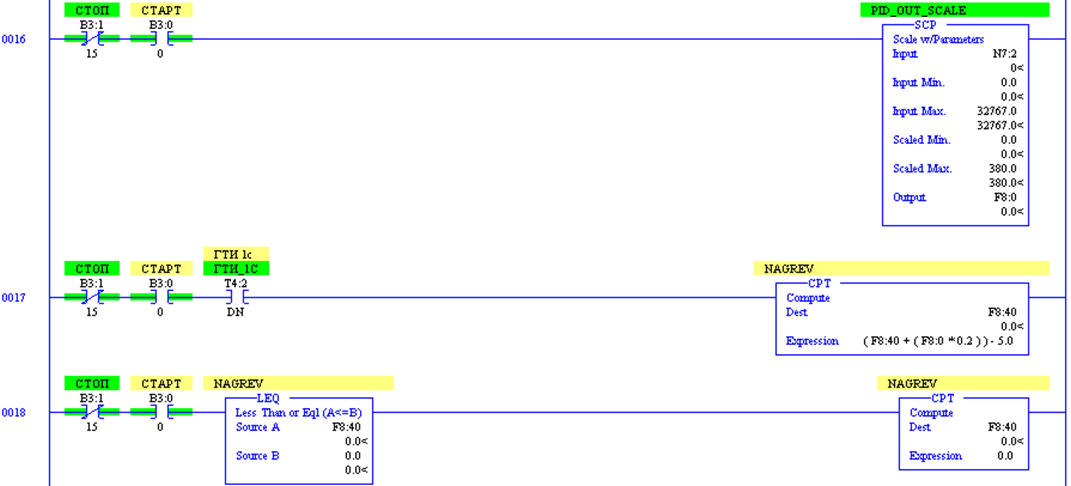 СТОП СТАРТ PID_OUT_SCALE
B3:1 B3:0 SCP
0016 Scale w/Parameters
15 0 Input N7:2
0<
Input Min. 0.0
0.0<
Input Max. 32767.0
32767.0<
Scaled Min. 0.0
0.0<
Scaled Max. 380.0
380.0<
Output F8:0
0.0<
ГТИ 1с
СТОП СТАРТ ГТИ_1С NAGREV
B3:1 B3:0 T4:2 CPT
0017 Compute
15 0 DN Dest F8:40
0.0<
Expression ( F8:40 + ( F8:0 * 0.2 ) ) - 5.0
СТОП СТАРТ NAGREV NAGREV
B3:1 B3:0 LEQ CPT
0018 Less Than or Eql (A<=B) Compute
15 0 Source A F8:40 Dest F8:40
0.0< 0.0<
Source B 0.0 Expression 0.0
0.0<